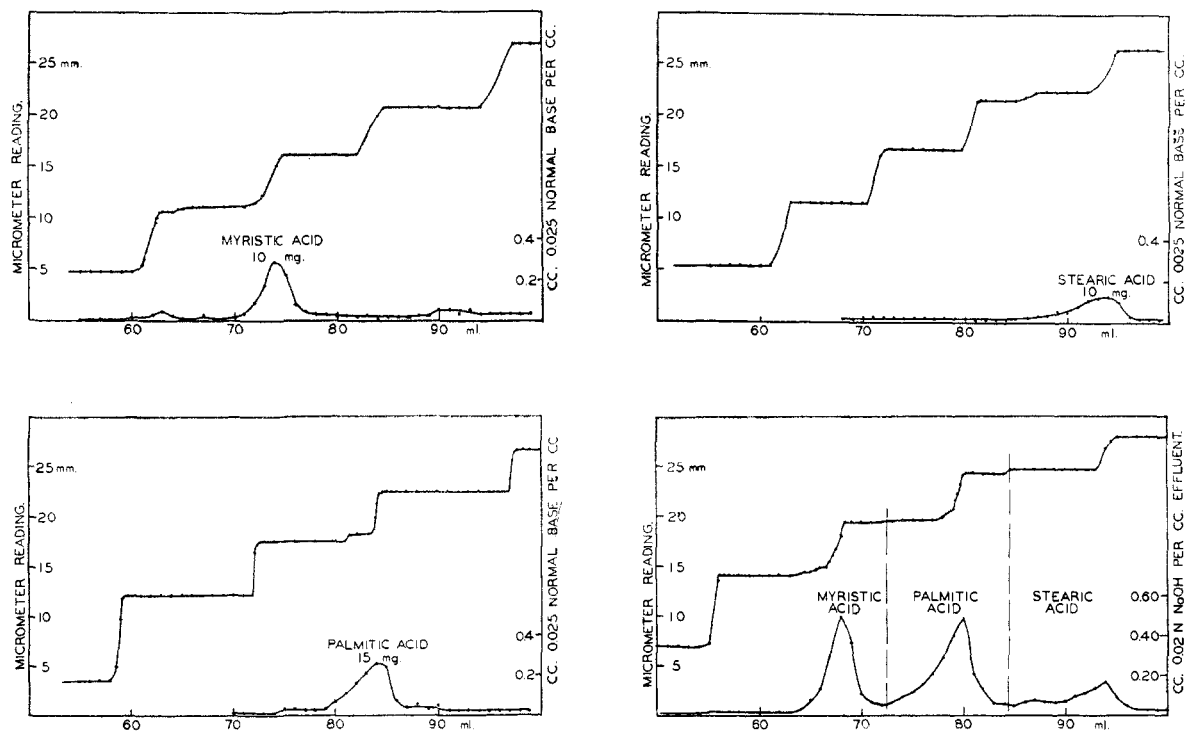 MICROMETER READING.
25 mm.
20
15
10
5
MYRISTIC ACID
10 mg.
0.4
0.2
CC. 0.025 NORMAL BASE PER CC.
60
70
80
90
ml.
MICROMETER READING.
25 mm.
20
15
10
5
STEARIC ACID
10 mg.
0.4
CC. 0025 NORMAL BASE PER CC.
60
70
80
90
ml.
MICROMETER READING.
25 mm.
20
15
10
5
PALMITIC ACID
15 mg.
0.4
0.2
CC. 0.025 NORMAL BASE PER CC
60
70
80
90
ml.
MICROMETER READING.
25 mm
20
15
10
5
MYRISTIC
ACID
PALMITIC
ACID
STEARIC
ACID
0.60
0.40
0.20
CC. 0.02 N NaOH PER CC. EFFLUENT.
60
70
80
90
ml.